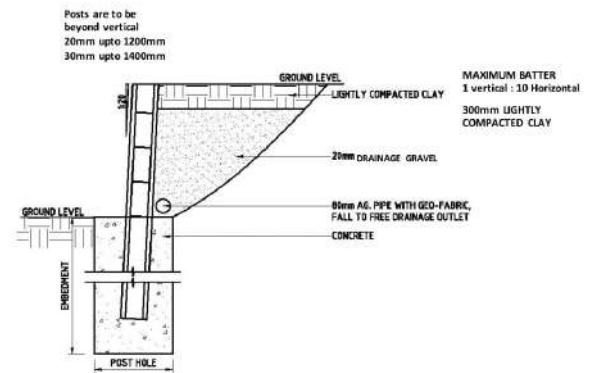 Posts are to be
beyond vertical
20mm upto 1200mm
30mm upto 1400mm
GROUND LEVEL
LIGHTLY COMPACTED CLAY
MAXIMUM BATTER
1 vertical : 10 Horizontal
300mm LIGHTLY
COMPACTED CLAY
120
20mm DRAINAGE GRAVEL
80mm AG. PIPE WITH GEO-FABRIC,
FALL TO FREE DRAINAGE OUTLET
GROUND LEVEL
CONCRETE
EMBEDMENT
POST HOLE